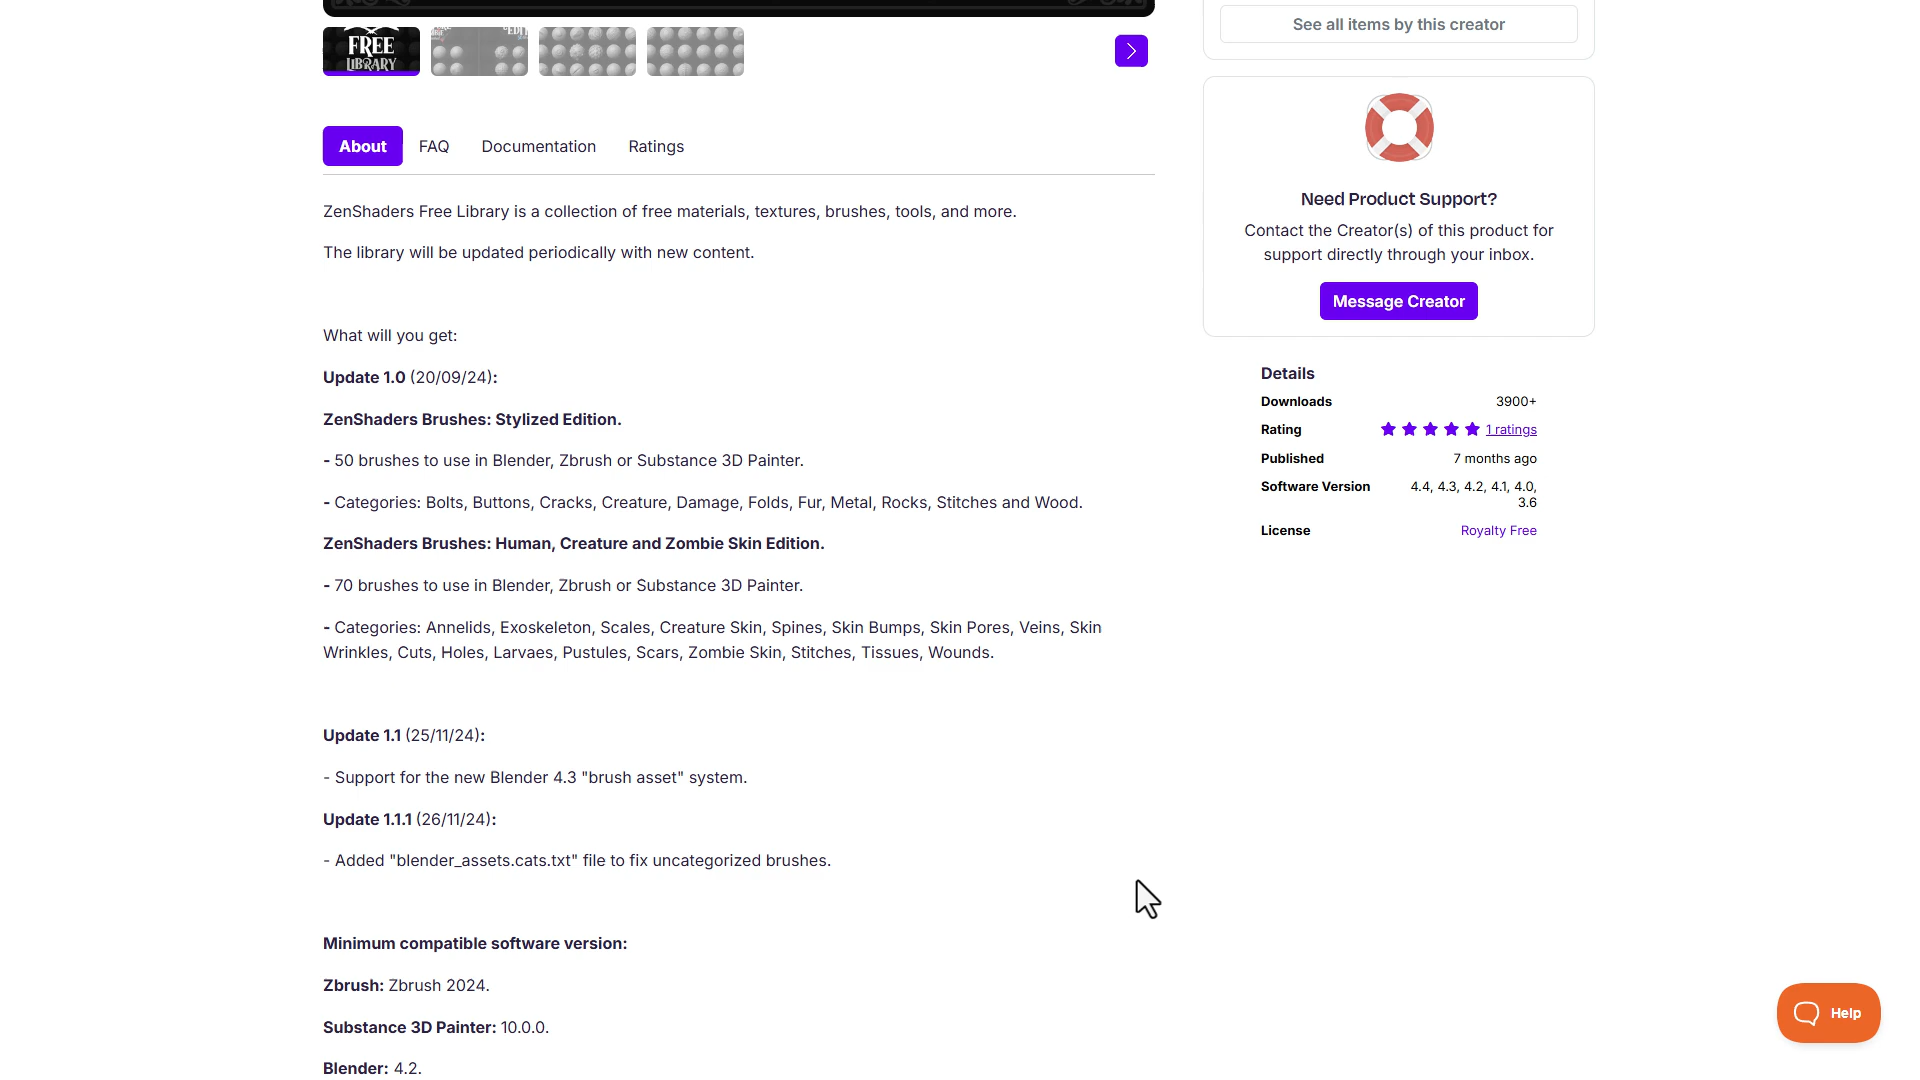 See all items by this creator
FREE
LIBRARY
About
FAQ
Documentation
Ratings
ZenShaders Free Library is a collection of free materials, textures, brushes, tools, and more.
The library will be updated periodically with new content.
What will you get:
Update 1.0 (20/09/24):
ZenShaders Brushes: Stylized Edition.
- 50 brushes to use in Blender, Zbrush or Substance 3D Painter.
- Categories: Bolts, Buttons, Cracks, Creature, Damage, Folds, Fur, Metal, Rocks, Stitches and Wood.
ZenShaders Brushes: Human, Creature and Zombie Skin Edition.
- 70 brushes to use in Blender, Zbrush or Substance 3D Painter.
- Categories: Annelids, Exoskeleton, Scales, Creature Skin, Spines, Skin Bumps, Skin Pores, Veins, Skin
Wrinkles, Cuts, Holes, Larvaes, Pustules, Scars, Zombie Skin, Stitches, Tissues, Wounds.
Update 1.1 (25/11/24):
- Support for the new Blender 4.3 "brush asset" system.
Update 1.1.1 (26/11/24):
- Added "blender_assets.cats.txt" file to fix uncategorized brushes.
Minimum compatible software version:
Zbrush: Zbrush 2024.
Substance 3D Painter: 10.0.0.
Blender: 4.2.
Need Product Support?
Contact the Creator(s) of this product for
support directly through your inbox.
Message Creator
Details
Downloads 3900+
Rating 1 ratings
Published 7 months ago
Software Version 4.4, 4.3, 4.2, 4.1, 4.0,
3.6
License Royalty Free
Help